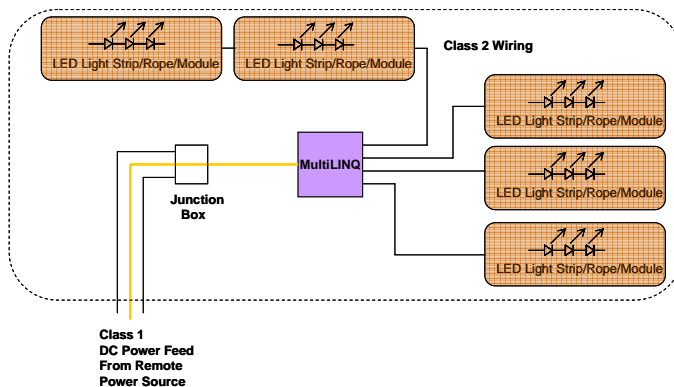 LED Light Strip/Rope/Module
LED Light Strip/Rope/Module
Class 2 Wiring
LED Light Strip/Rope/Module
MultiLINQ
LED Light Strip/Rope/Module
Junction
Box
LED Light Strip/Rope/Module
Class 1
DC Power Feed
From Remote
Power Source